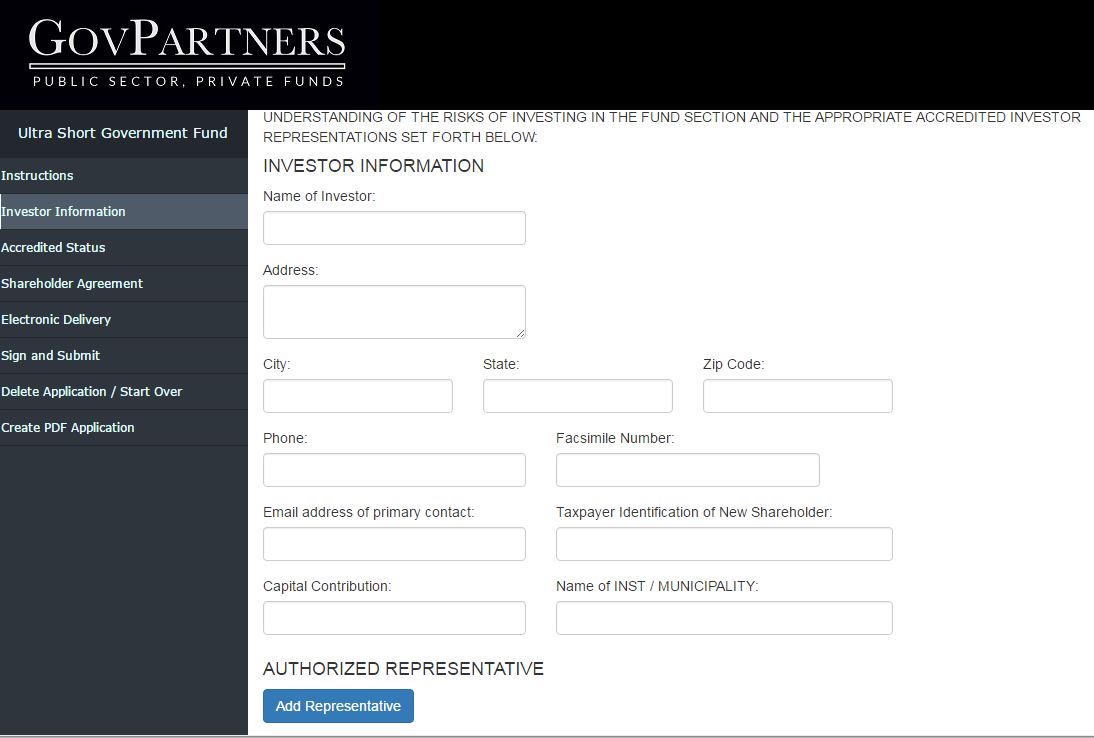 GOVPARTNERS
PUBLIC SECTOR, PRIVATE FUNDS
Ultra Short Government Fund
Instructions
Investor Information
Accredited Status
Shareholder Agreement
Electronic Delivery
Sign and Submit
Delete Application / Start Over
Create PDF Application
UNDERSTANDING OF THE RISKS OF INVESTING IN THE FUND SECTION AND THE APPROPRIATE ACCREDITED INVESTOR
REPRESENTATIONS SET FORTH BELOW:
INVESTOR INFORMATION
Name of Investor:
Address:
City: State: Zip Code:
Phone: Facsimile Number:
Email address of primary contact: Taxpayer Identification of New Shareholder:
Capital Contribution: Name of INST / MUNICIPALITY:
AUTHORIZED REPRESENTATIVE
Add Representative